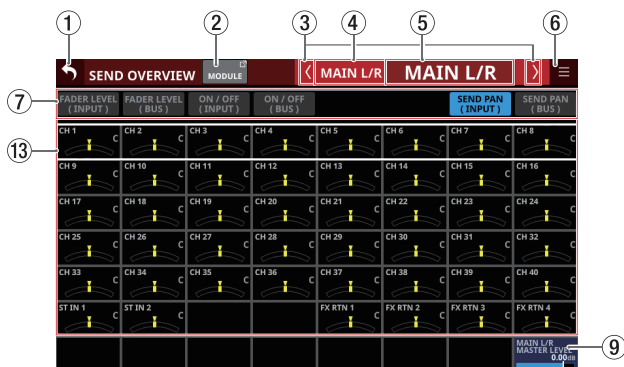 1 2 3 4 5 6
SEND OVERVIEW MODULE MAIN L/R MAIN L/R
7
FADER LEVEL (INPUT) FADER LEVEL (BUS) ON / OFF (INPUT) ON / OFF (BUS) SEND PAN (INPUT) SEND PAN (BUS)
13
CH 1 C CH 2 C CH 3 C CH 4 C CH 5 C CH 6 C CH 7 C CH 8 C
CH 9 C CH 10 C CH 11 C CH 12 C CH 13 C CH 14 C CH 15 C CH 16 C
CH 17 C CH 18 C CH 19 C CH 20 C CH 21 C CH 22 C CH 23 C CH 24 C
CH 25 C CH 26 C CH 27 C CH 28 C CH 29 C CH 30 C CH 31 C CH 32 C
CH 33 C CH 34 C CH 35 C CH 36 C CH 37 C CH 38 C CH 39 C CH 40 C
ST IN 1 C ST IN 2 C FX RTN 1 C FX RTN 2 C FX RTN 3 C FX RTN 4 C
MAIN L/R
MASTER LEVEL
0.00dB
9